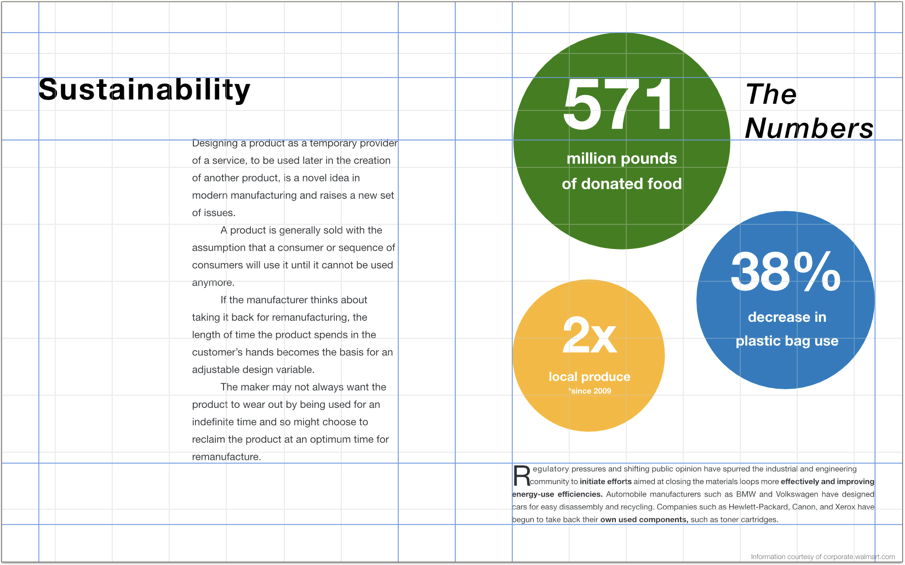 Sustainability
Designing a product as a temporary provider
of a service, to be used later in the creation
of another product, is a novel idea in
modern manufacturing and raises a new set
of issues.
A product is generally sold with the
assumption that a consumer or sequence of
consumers will use it until it cannot be used
anymore.
If the manufacturer thinks about
taking it back for remanufacturing, the
length of time the product spends in the
customer’s hands becomes the basis for an
adjustable design variable.
The maker may not always want the
product to wear out by being used for an
indefinite time and so might choose to
reclaim the product at an optimum time for
remanufacture.
571
million pounds
of donated food
The
Numbers
38%
decrease in
plastic bag use
2x
local produce
*since 2009
Regulatory pressures and shifting public opinion have spurred the industrial and engineering
community to initiate efforts aimed at closing the materials loops more effectively and improving
energy-use efficiencies. Automobile manufacturers such as BMW and Volkswagen have designed
cars for easy disassembly and recycling. Companies such as Hewlett-Packard, Canon, and Xerox have
begun to take back their own used components, such as toner cartridges.
Information courtesy of corporate.walmart.com